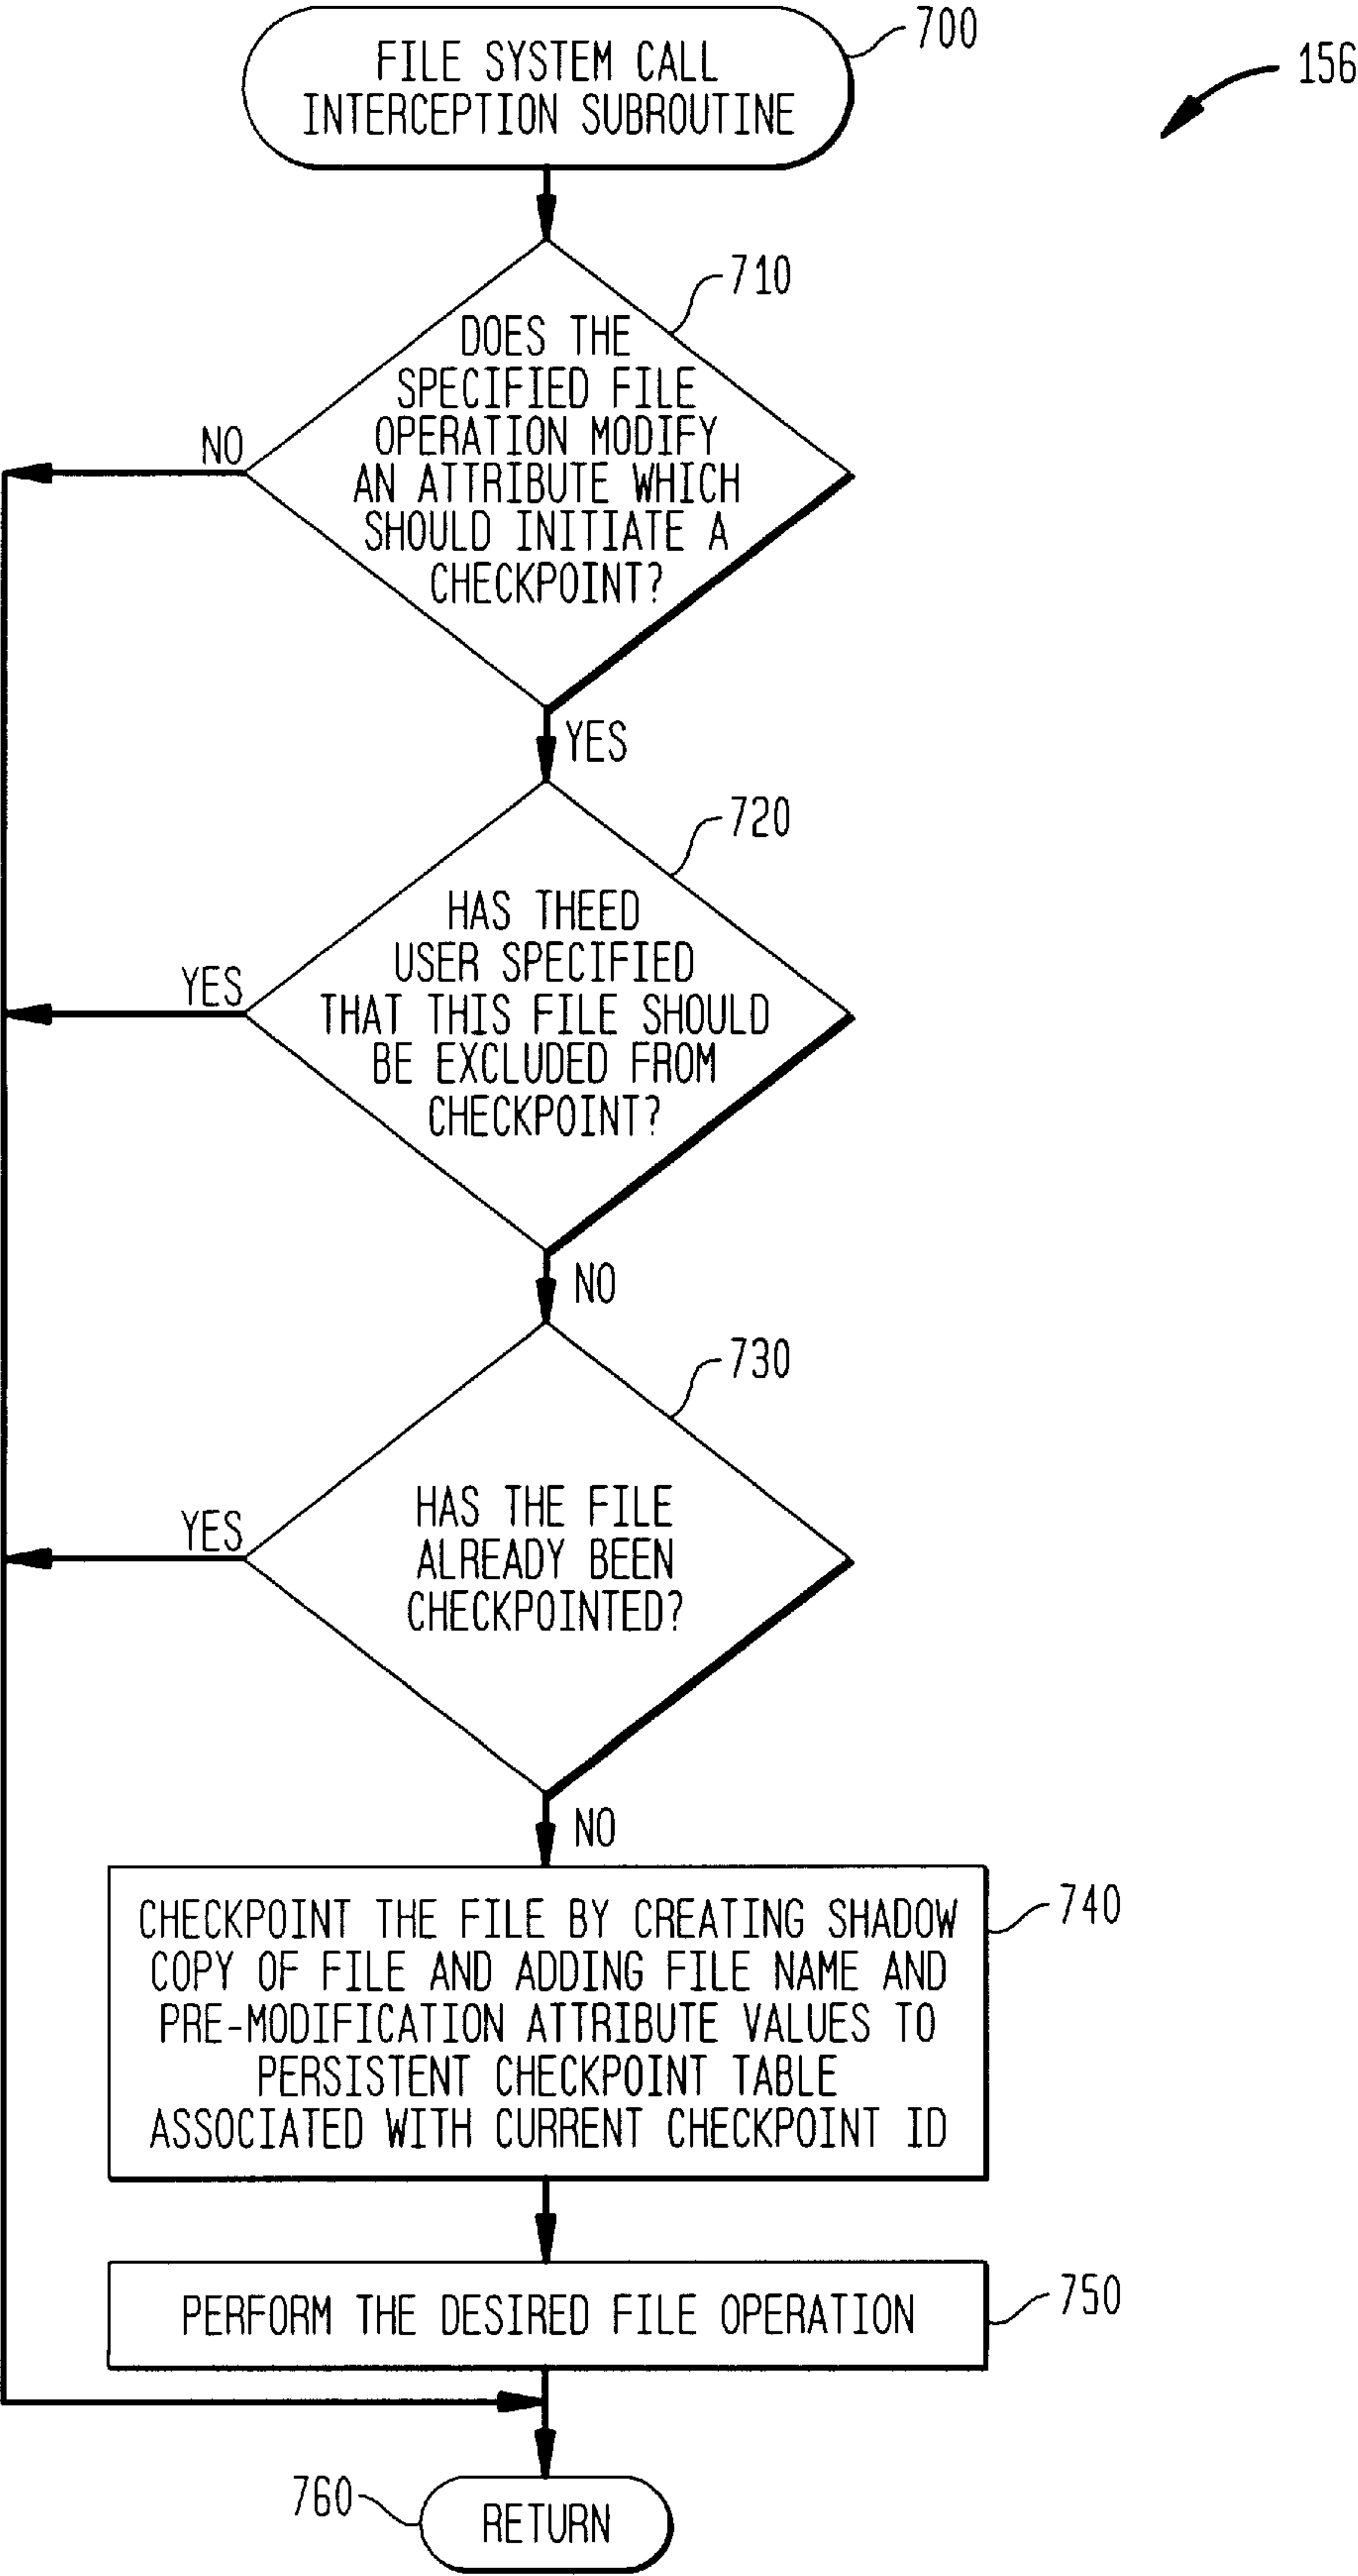 FILE SYSTEM CALL
INTERCEPTION SUBROUTINE
700
156
710
DOES THE
SPECIFIED FILE
OPERATION MODIFY
AN ATTRIBUTE WHICH
SHOULD INITIATE A
CHECKPOINT?
NO
YES
720
HAS THEED
USER SPECIFIED
THAT THIS FILE SHOULD
BE EXCLUDED FROM
CHECKPOINT?
YES
NO
730
HAS THE FILE
ALREADY BEEN
CHECKPOINTED?
YES
NO
740
CHECKPOINT THE FILE BY CREATING SHADOW
COPY OF FILE AND ADDING FILE NAME AND
PRE-MODIFICATION ATTRIBUTE VALUES TO
PERSISTENT CHECKPOINT TABLE
ASSOCIATED WITH CURRENT CHECKPOINT ID
750
PERFORM THE DESIRED FILE OPERATION
760
RETURN